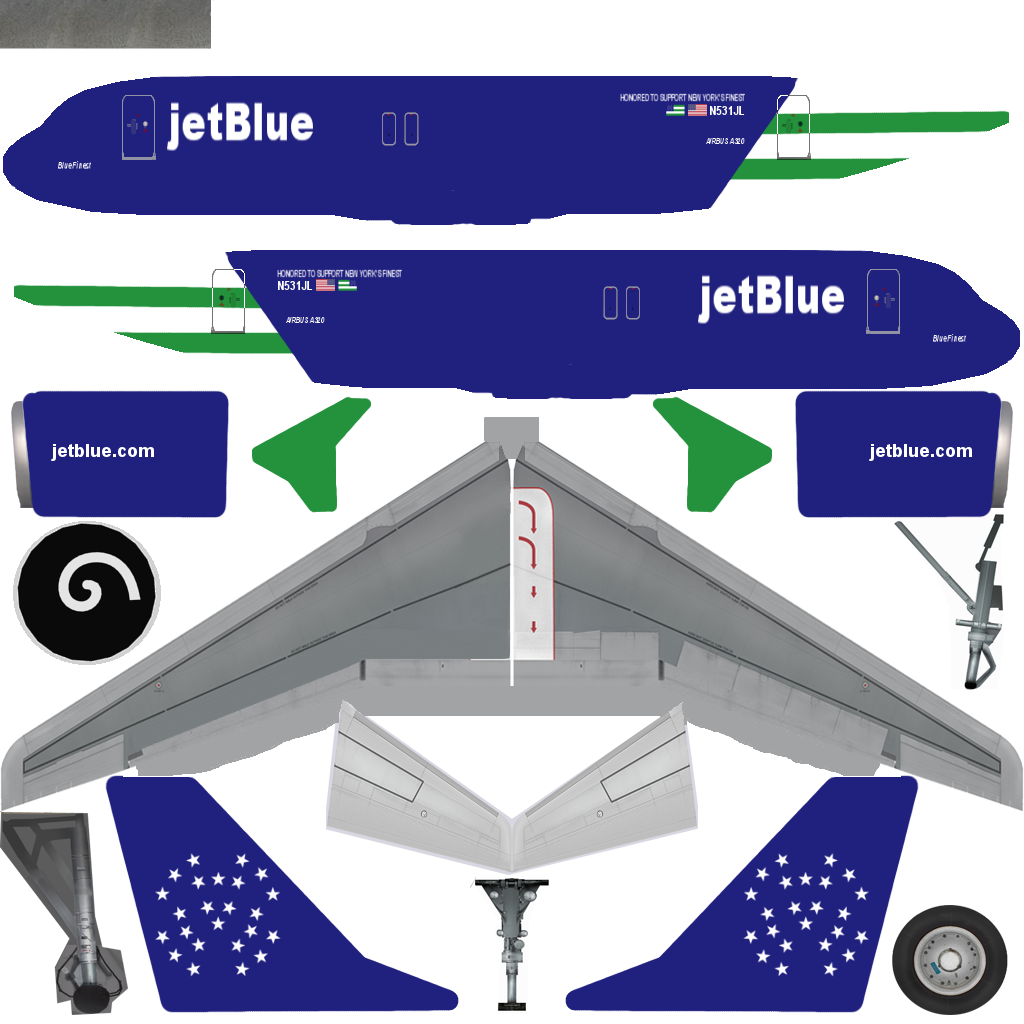 HONORED TO SUPPORT NEW YORK'S FINEST
jetBlue
N531JL
AIRBUS A320
BlueFinest
HONORED TO SUPPORT NEW YORK'S FINEST
N531JL
jetBlue
AIRBUS A320
BlueFinest
jetblue.com
jetblue.com